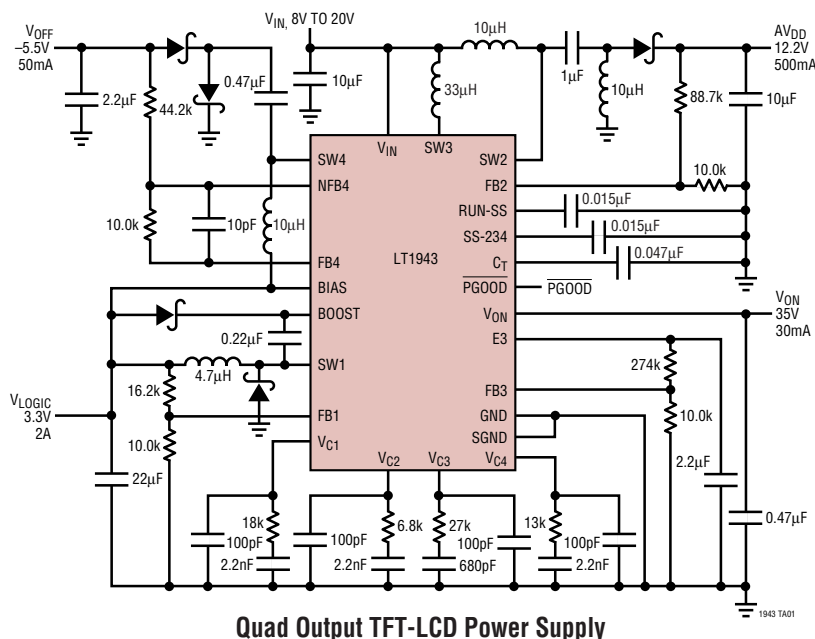 VOFF
–5.5V
50mA
VIN, 8V TO 20V
10µH
AVDD
12.2V
500mA
2.2µF
44.2k
0.47µF
10µF
33µH
1µF
10µH
88.7k
10µF
VIN
SW3
SW4
SW2
NFB4
FB2
10.0k
RUN-SS
0.015µF
10.0k
10pF
10µH
SS-234
0.015µF
LT1943
FB4
CT
0.047µF
BIAS
PGOOD
PGOOD
BOOST
VON
VON
35V
30mA
0.22µF
E3
SW1
274k
4.7µH
16.2k
FB3
VLOGIC
3.3V
2A
FB1
GND
10.0k
10.0k
SGND
VC1
VC2
VC3
VC4
22µF
2.2µF
18k
6.8k
27k
13k
0.47µF
100pF
100pF
100pF
100pF
2.2nF
2.2nF
680pF
2.2nF
1943 TA01
Quad Output TFT-LCD Power Supply